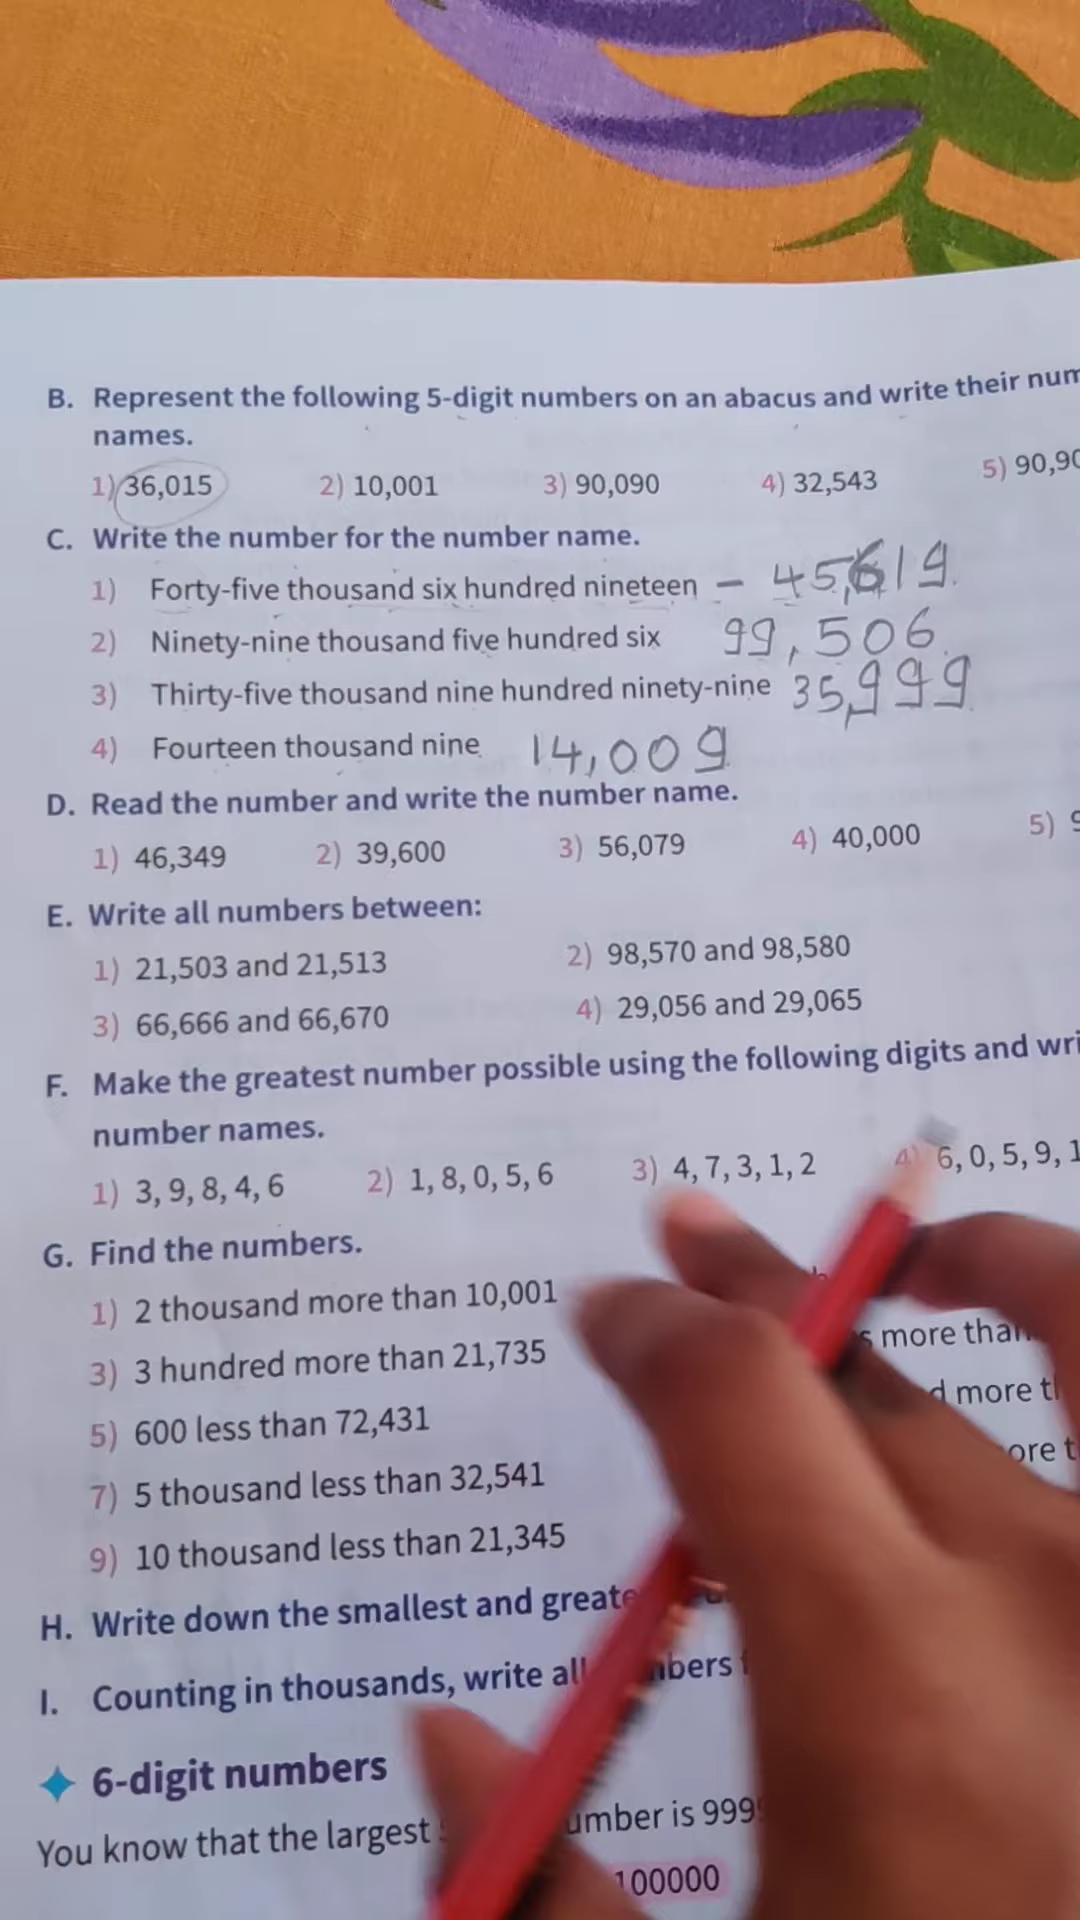 B. Represent the following 5-digit numbers on an abacus and write their
names.
1) 36,015 2) 10,001 3) 90,090 4) 32,543 5)
C. Write the number for the number name.
1) Forty-five thousand six hundred nineteen – 45,619
2) Ninety-nine thousand five hundred six 99,506
3) Thirty-five thousand nine hundred ninety-nine 35,999
4) Fourteen thousand nine 14,009
D. Read the number and write the number name.
1) 46,349 2) 39,600 3) 56,079 4) 40,000 5)
E. Write all numbers between:
1) 21,503 and 21,513 2) 98,570 and 98,580
3) 66,666 and 66,670 4) 29,056 and 29,065
F. Make the greatest number possible using the following digits and
number names.
1) 3, 9, 8, 4, 6 2) 1, 8, 0, 5, 6 3) 4, 7, 3, 1, 2 4) 6, 0, 5, 9, 1
G. Find the numbers.
1) 2 thousand more than 10,001
more than
3) 3 hundred more than 21,735
more
5) 600 less than 72,431
7) 5 thousand less than 32,541
9) 10 thousand less than 21,345
H. Write down the smallest and
I. Counting in thousands, write all
6-digit numbers
You know that the largest
is
100000